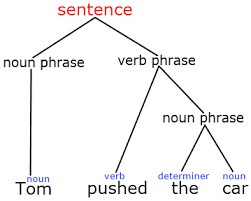 sentence
noun phrase verb phrase
noun phrase
noun verb determiner noun
Tom pushed the car